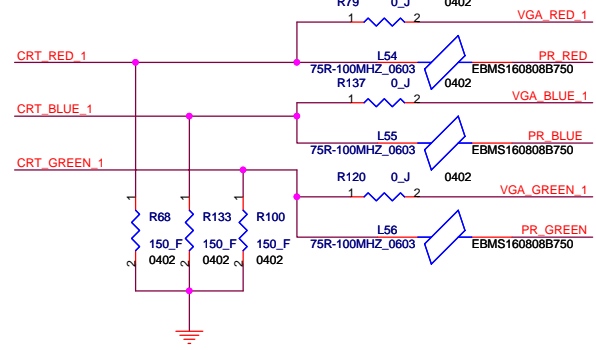 R79 0_J 0402
1 2 VGA_RED_1
CRT_RED_1 L54 PR_RED
75R-100MHZ_0603 EBMS160808B750
R137 0_J 0402
1 2 VGA_BLUE_1
CRT_BLUE_1
L55 PR_BLUE
75R-100MHZ_0603 EBMS160808B750
CRT_GREEN_1
R120 0_J 0402
1 2 VGA_GREEN_1
1 1 1
R68 R133 R100
L56 PR_GREEN
150_F 150_F 150_F 75R-100MHZ_0603 EBMS160808B750
0402 0402 0402
2 2 2